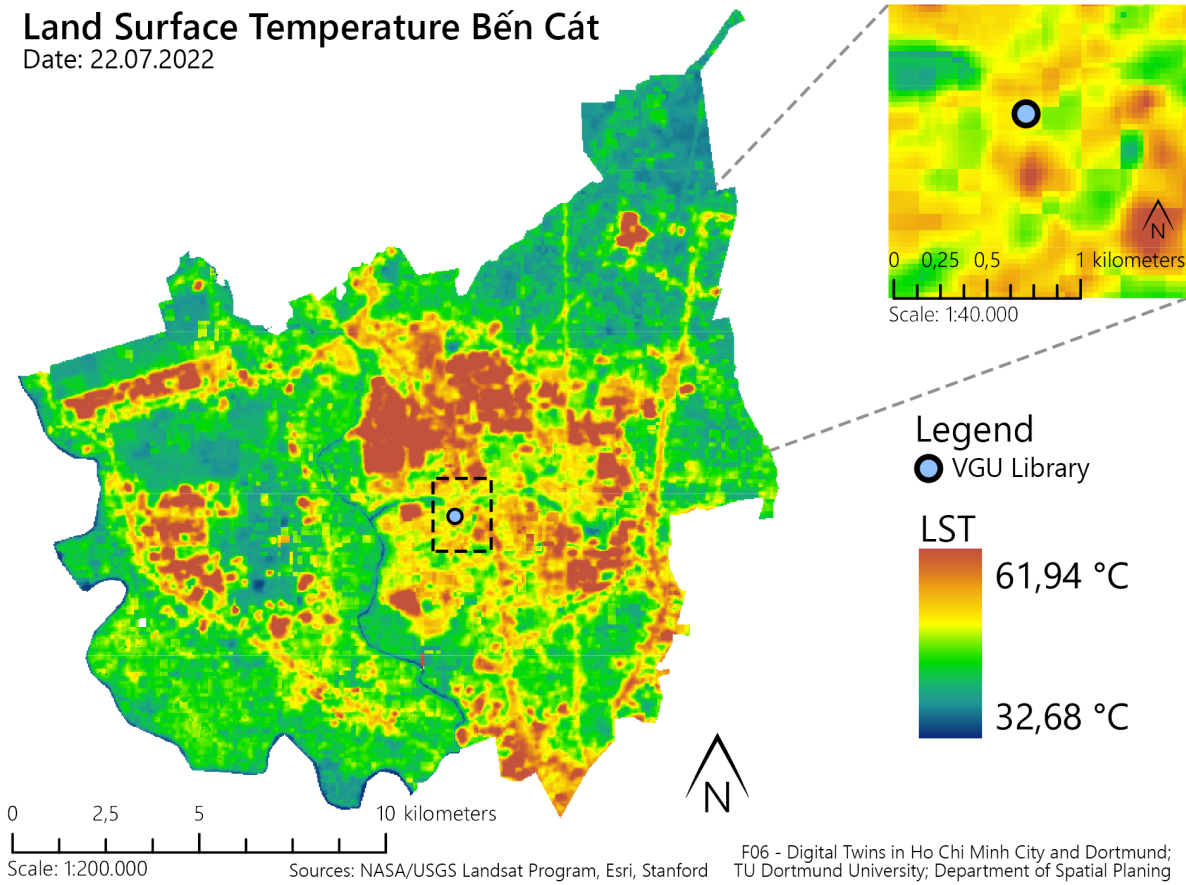 Land Surface Temperature Bến Cát
Date: 22.07.2022
N
0 0,25 0,5 1 kilometers
Scale: 1:40.000
Legend
VGU Library
LST
61,94 °C
32,68 °C
N
0 2,5 5 10 kilometers
Scale: 1:200.000
Sources: NASA/USGS Landsat Program, Esri, Stanford
F06 - Digital Twins in Ho Chi Minh City and Dortmund;
TU Dortmund University; Department of Spatial Planing